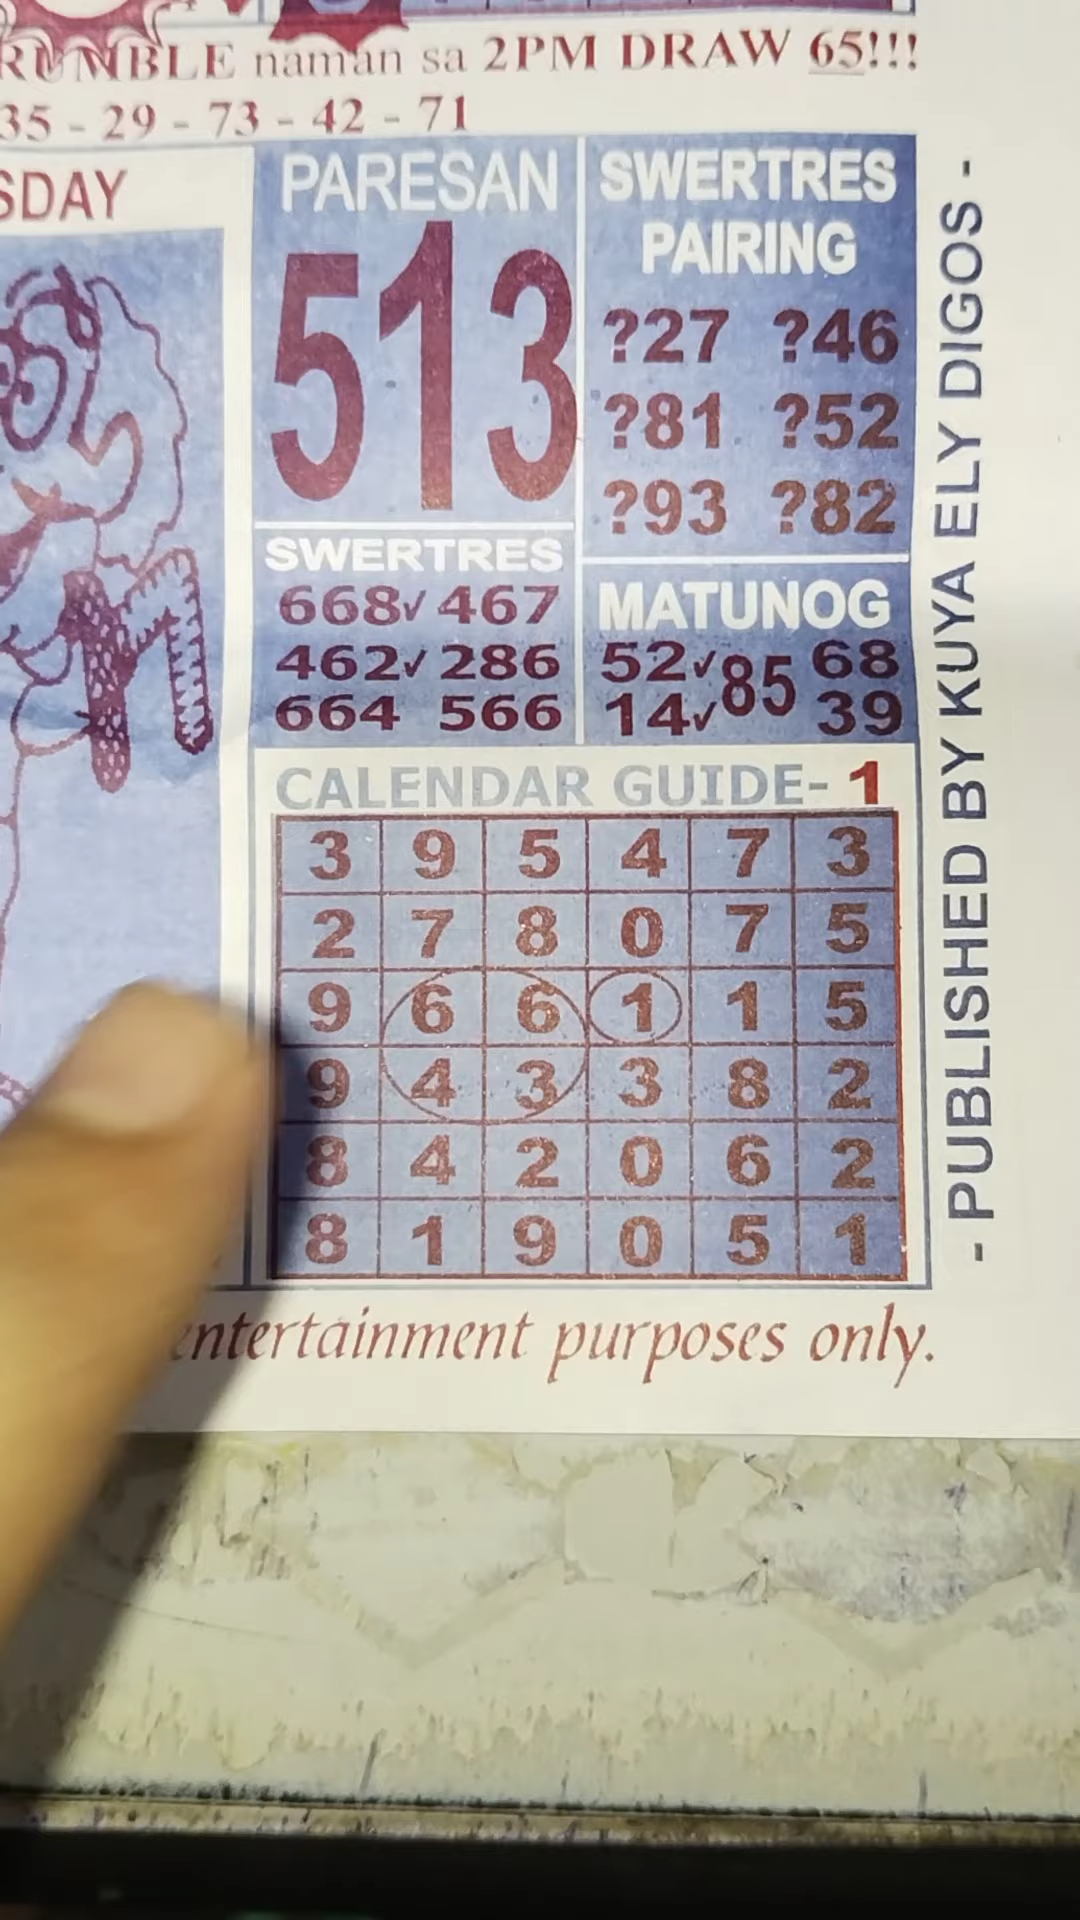 RUMBLE naman sa 2PM DRAW 65!!!
35 - 29 - 73 - 42 - 71
SDAY
PARESAN
513
SWERTRES
668✓ 467
462✓ 286
664 566
SWERTRES
PAIRING
?27 ?46
?81 ?52
?93 ?82
MATUNOG
52✓ 85 68
14✓ 39
CALENDAR GUIDE- 1
3 9 5 4 7 3
2 7 8 0 7 5
9 6 6 1 1 5
9 4 3 3 8 2
8 4 2 0 6 2
8 1 9 0 5 1
entertainment purposes only.
- PUBLISHED BY KUYA ELY DIGOS -